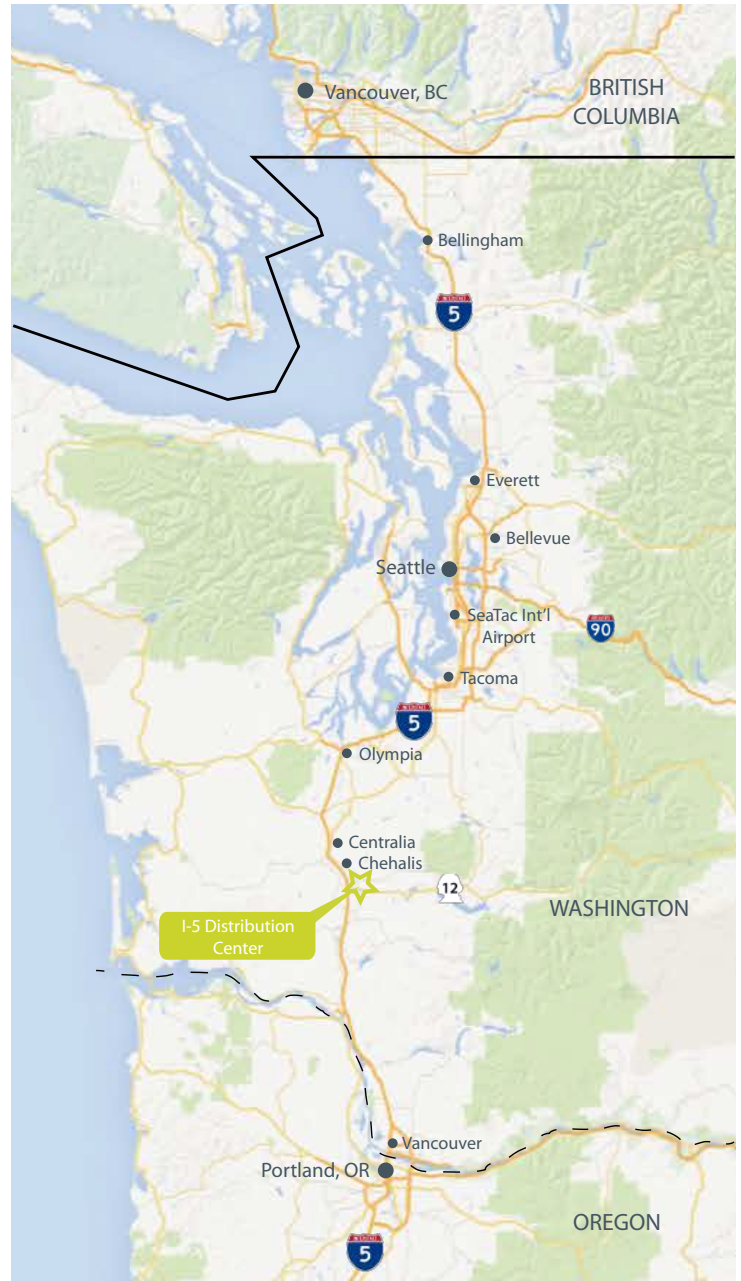 Vancouver, BC
BRITISH
COLUMBIA
Bellingham
5
Everett
Bellevue
Seattle
SeaTac Int'l
Airport
90
Tacoma
5
Olympia
Centralia
Chehalis
12
I-5 Distribution
Center
WASHINGTON
Vancouver
Portland, OR
OREGON
5